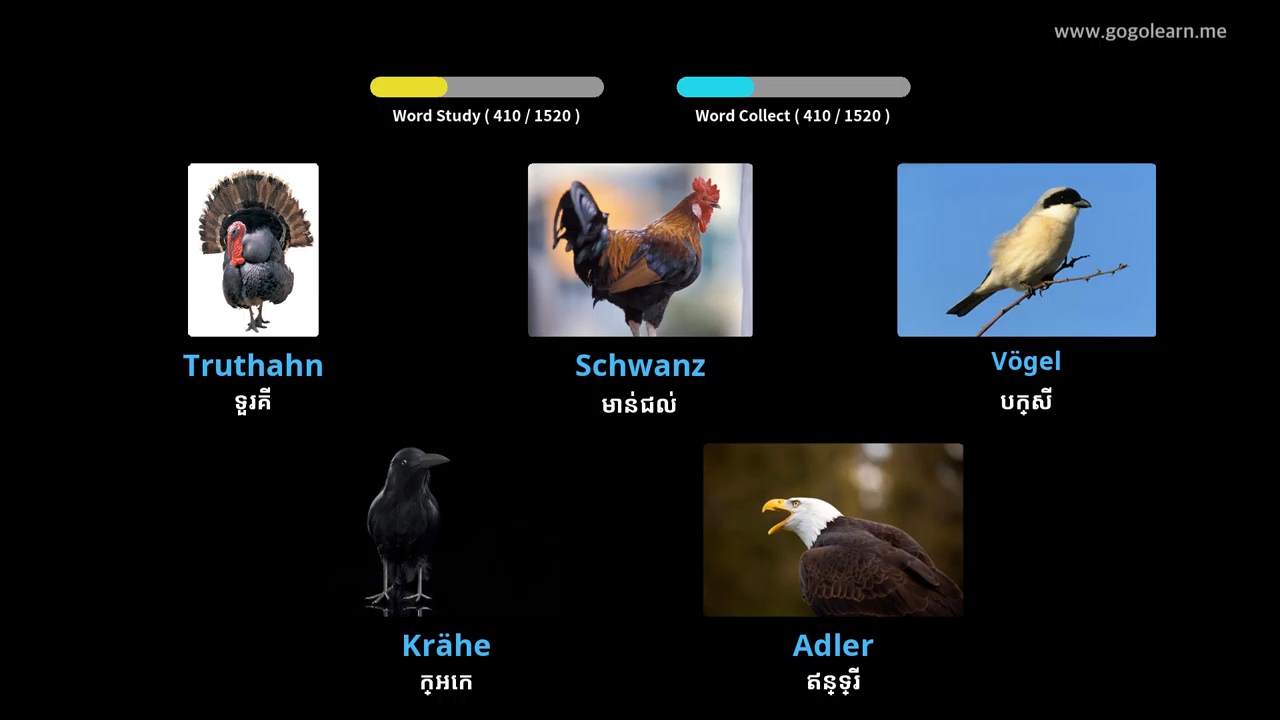 www.gogolearn.me
Word Study ( 410 / 1520 )
Word Collect ( 410 / 1520 )
Truthahn
ទួរគី
Schwanz
មាន់ជល់
Vögel
បក្សី
Krähe
ក្អកេ
Adler
ឥន្ទ្រី